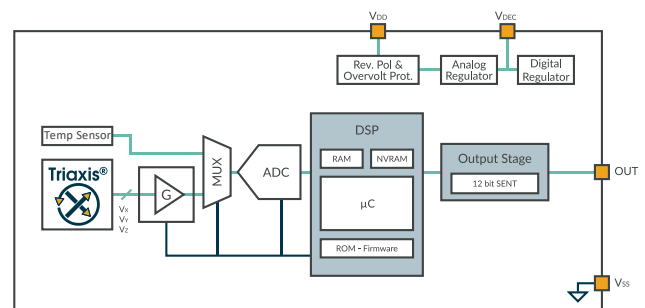 VDD
VDEC
Rev. Pol &
Overvolt Prot.
Analog
Regulator
Digital
Regulator
DSP
Temp Sensor
RAM
NVRAM
Output Stage
Triaxis®
MUX
ADC
OUT
12 bit SENT
G
µC
VX
VY
VZ
ROM - Firmware
VSS